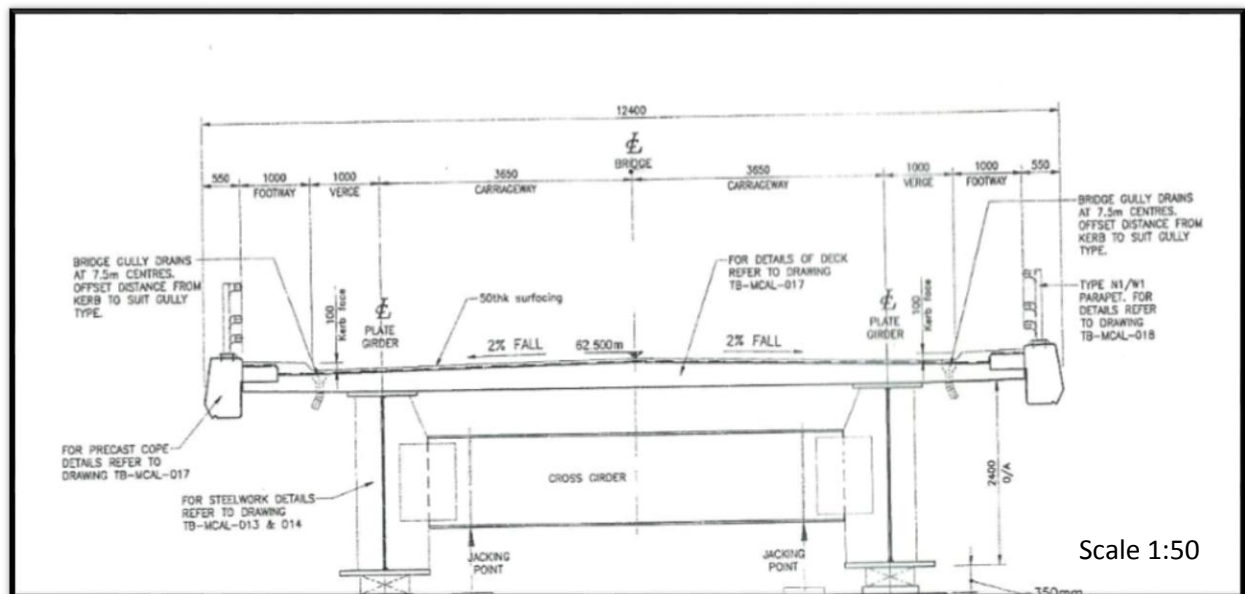 12400
BRIDGE
550
1000
FOOTWAY
1000
VERGE
3650
CARRIAGEWAY
3650
CARRIAGEWAY
1000
VERGE
1000
FOOTWAY
550
BRIDGE GULLY DRAINS
AT 7.5m CENTRES.
OFFSET DISTANCE FROM
KERB TO SUIT GULLY
TYPE.
BRIDGE GULLY DRAINS
AT 7.5m CENTRES.
OFFSET DISTANCE FROM
KERB TO SUIT GULLY
TYPE.
FOR DETAILS OF DECK
REFER TO DRAWING
TB-MCAL-017
TYPE N1/W1
PARAPET. FOR
DETAILS REFER
TO DRAWING
TB-MCAL-018
50thk surfacing
100
Kerb face
PLATE
GIRDER
100
Kerb face
PLATE
GIRDER
2% FALL
62.500m
2% FALL
FOR PRECAST COPE
DETAILS REFER TO
DRAWING TB-MCAL-017
CROSS GIRDER
2400
O/A
FOR STEELWORK DETAILS
REFER TO DRAWING
TB-MCAL-013 & 014
JACKING
POINT
JACKING
POINT
Scale 1:50
350mm